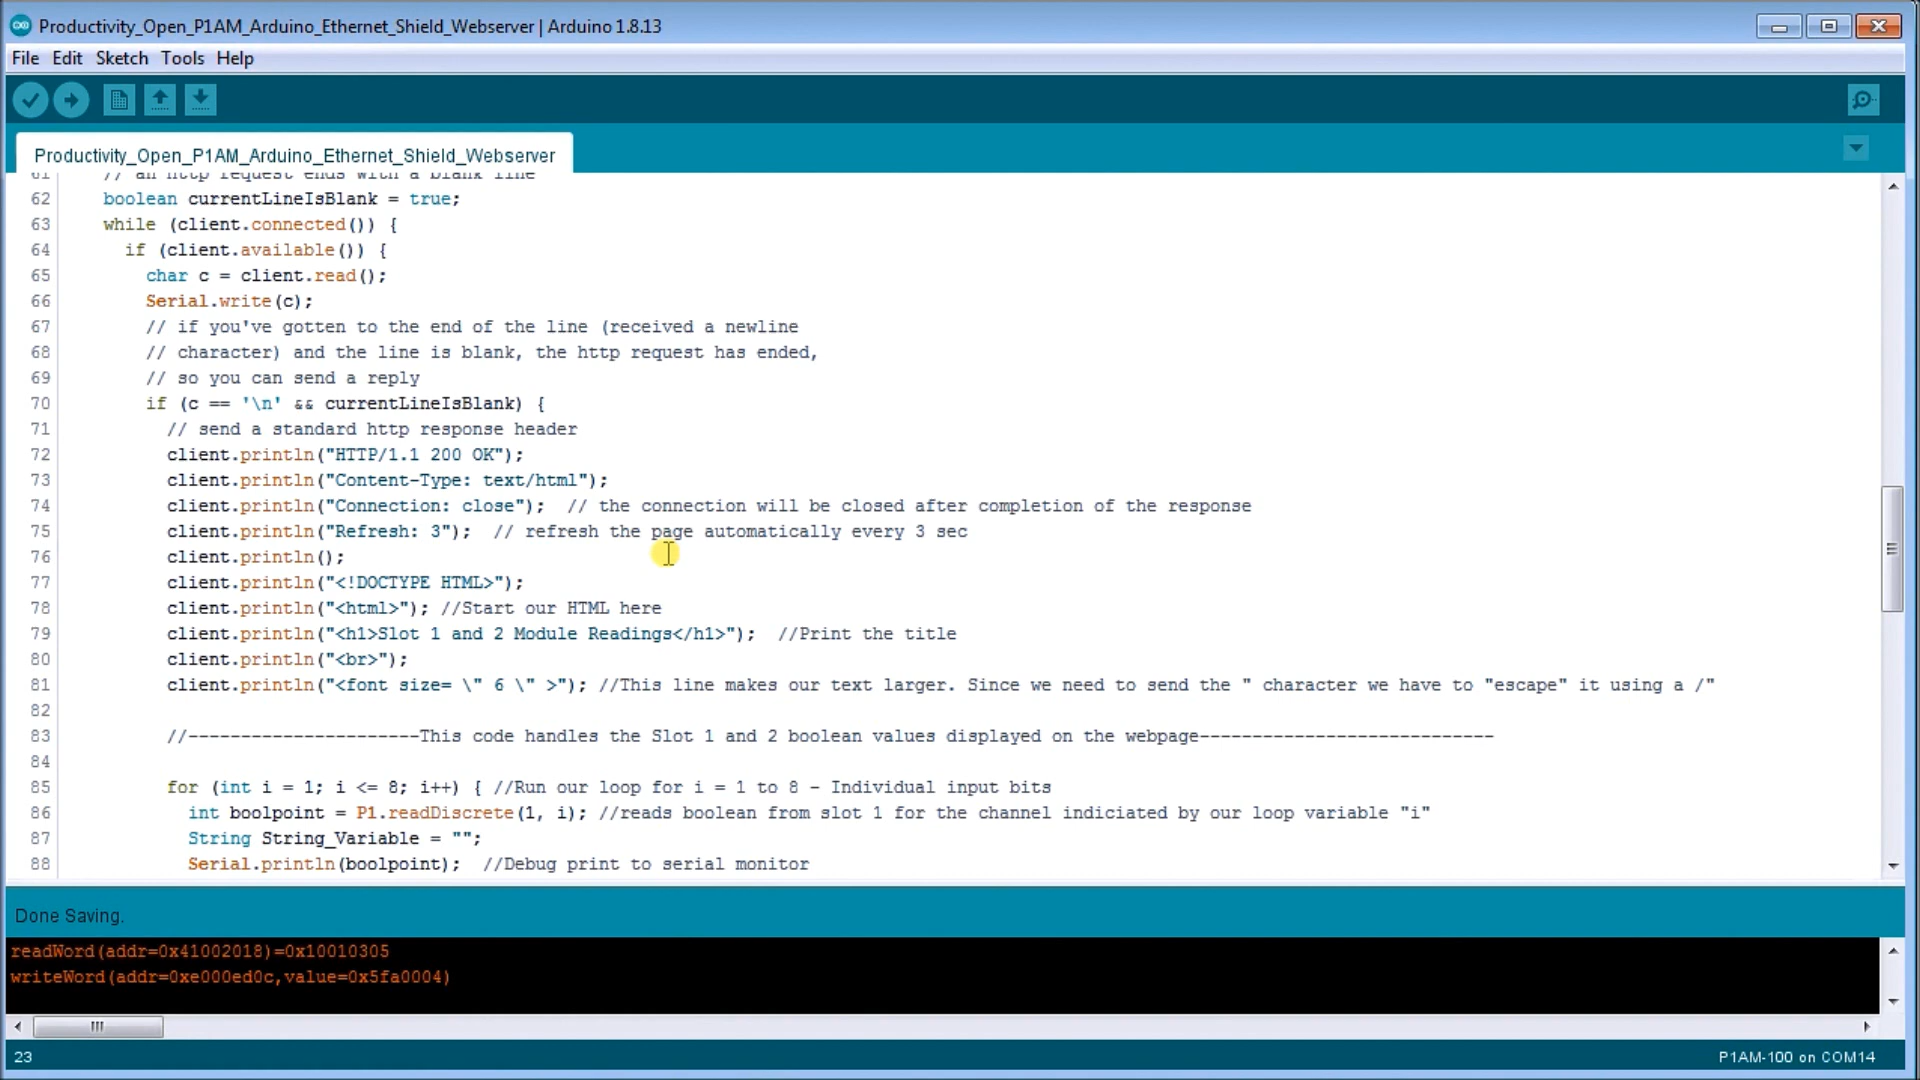 Productivity_Open_P1AM_Arduino_Ethernet_Shield_Webserver | Arduino 1.8.13
File Edit Sketch Tools Help
Productivity_Open_P1AM_Arduino_Ethernet_Shield_Webserver
61 // an http request ends with a blank line
62 boolean currentLineIsBlank = true;
63 while (client.connected()) {
64 if (client.available()) {
65 char c = client.read();
66 Serial.write(c);
67 // if you've gotten to the end of the line (received a newline
68 // character) and the line is blank, the http request has ended,
69 // so you can send a reply
70 if (c == '\n' && currentLineIsBlank) {
71 // send a standard http response header
72 client.println("HTTP/1.1 200 OK");
73 client.println("Content-Type: text/html");
74 client.println("Connection: close"); // the connection will be closed after completion of the response
75 client.println("Refresh: 3"); // refresh the page automatically every 3 sec
76 client.println();
77 client.println("<!DOCTYPE HTML>");
78 client.println("<html>"); //Start our HTML here
79 client.println("<h1>Slot 1 and 2 Module Readings</h1>"); //Print the title
80 client.println("<br>");
81 client.println("<font size= \" 6 \" >"); //This line makes our text larger. Since we need to send the " character we have to "escape" it using a /"
82
83 //----------------------This code handles the Slot 1 and 2 boolean values displayed on the webpage----------------------------
84
85 for (int i = 1; i <= 8; i++) { //Run our loop for i = 1 to 8 - Individual input bits
86 int boolpoint = P1.readDiscrete(1, i); //reads boolean from slot 1 for the channel indiciated by our loop variable "i"
87 String String_Variable = "";
88 Serial.println(boolpoint); //Debug print to serial monitor
Done Saving.
readWord(addr=0x41002018)=0x10010305
writeWord(addr=0xe000ed0c,value=0x5fa0004)
23
P1AM-100 on COM14